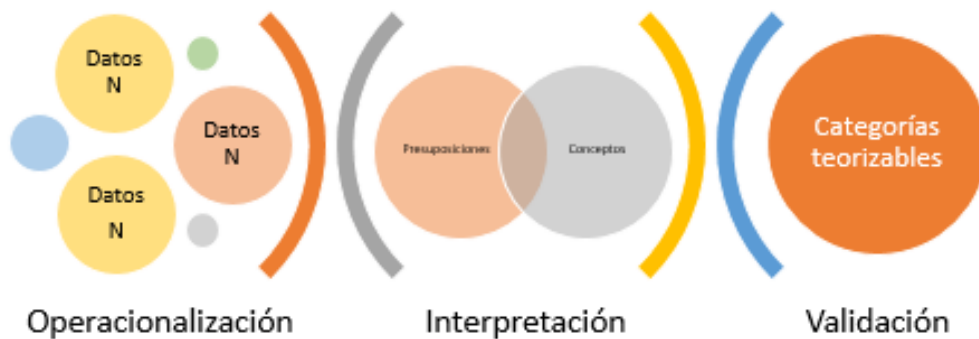 Datos
N
Datos
N
Datos
N
Presuposiciones
Conceptos
Categorías
teorizables
Operacionalización
Interpretación
Validación